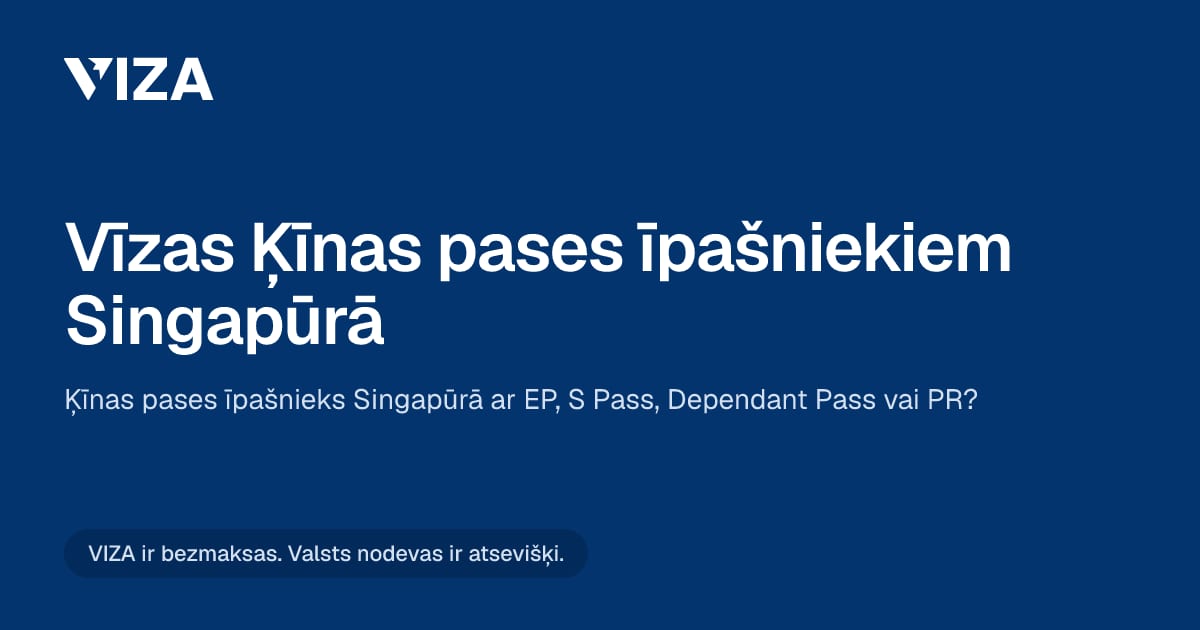 VIZA
Vīzas Ķīnas pases īpašniekiem
Singapūrā
Ķīnas pases īpašnieks Singapūrā ar EP, S Pass, Dependant Pass vai PR?
VIZA ir bezmaksas. Valsts nodevas ir atsevišķi.